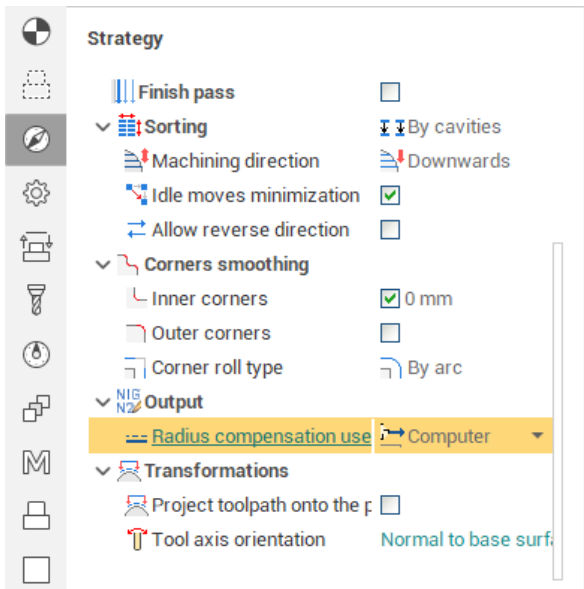 Strategy
Finish pass
Sorting By cavities
Machining direction Downwards
Idle moves minimization
Allow reverse direction
Corners smoothing
Inner corners 0 mm
Outer corners
Corner roll type By arc
NIG N2 Output
Radius compensation use Computer
Transformations
Project toolpath onto the p
Tool axis orientation Normal to base surfa
M